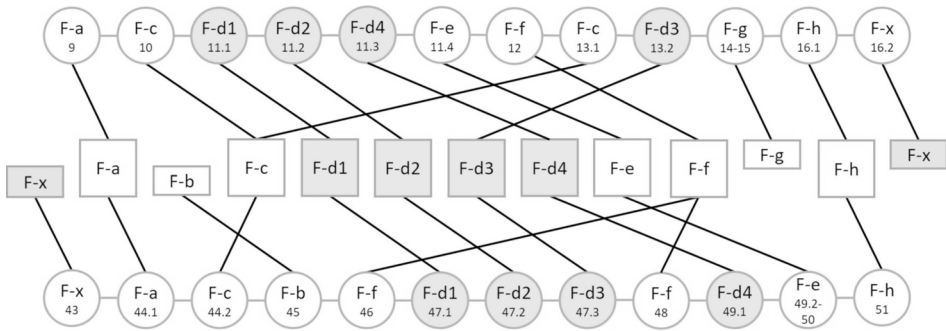 F-a F-c F-d1 F-d2 F-d4 F-e F-f F-c F-d3 F-g F-h F-x
9 10 11.1 11.2 11.3 11.4 12 13.1 13.2 14-15 16.1 16.2
F-x F-a F-b F-c F-d1 F-d2 F-d3 F-d4 F-e F-f F-g F-h F-x
F-x F-a F-c F-b F-f F-d1 F-d2 F-d3 F-f F-d4 F-e F-h
43 44.1 44.2 45 46 47.1 47.2 47.3 48 49.1 49.2- 51
50